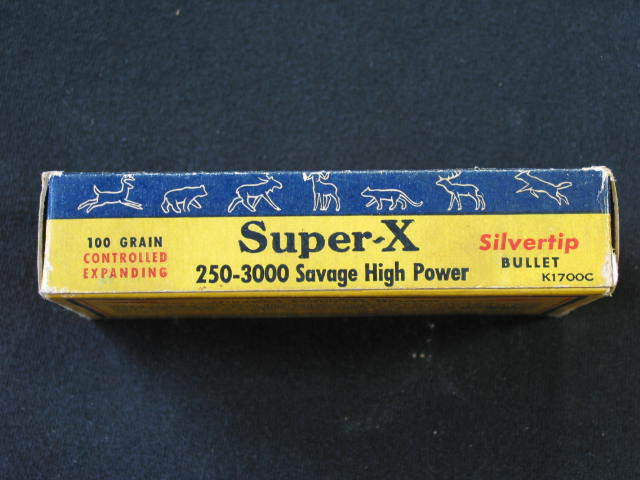 100 GRAIN
CONTROLLED
EXPANDING
Super-X
250-3000 Savage High Power
Silvertip
BULLET
K1700C